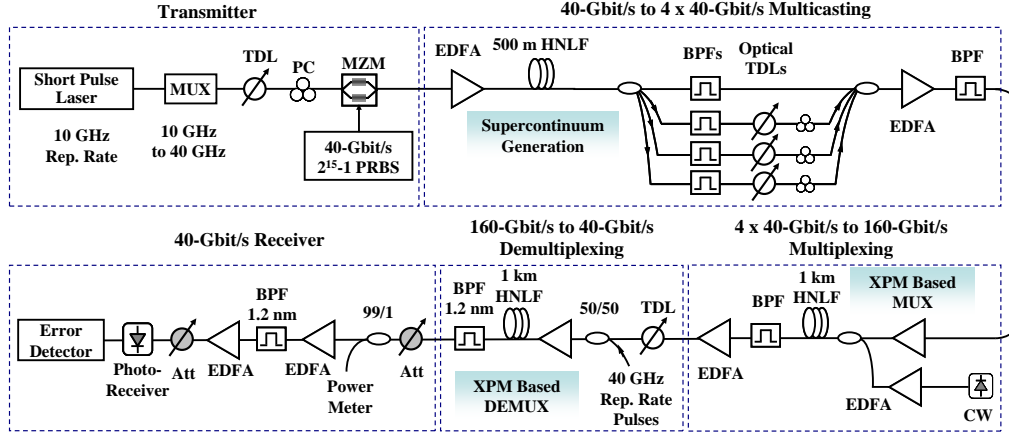 Transmitter
40-Gbit/s to 4 x 40-Gbit/s Multicasting
Short Pulse
Laser
10 GHz
Rep. Rate
MUX
10 GHz
to 40 GHz
TDL
PC
MZM
40-Gbit/s
2¹⁵-1 PRBS
EDFA
500 m HNLF
Supercontinuum
Generation
BPFs
Optical
TDLs
EDFA
BPF
40-Gbit/s Receiver
160-Gbit/s to 40-Gbit/s
Demultiplexing
4 x 40-Gbit/s to 160-Gbit/s
Multiplexing
Error
Detector
Photo-
Receiver
Att
EDFA
BPF
1.2 nm
EDFA
99/1
Power
Meter
Att
BPF
1.2 nm
1 km
HNLF
XPM Based
DEMUX
50/50
40 GHz
Rep. Rate
Pulses
TDL
EDFA
BPF
1 km
HNLF
XPM Based
MUX
EDFA
CW